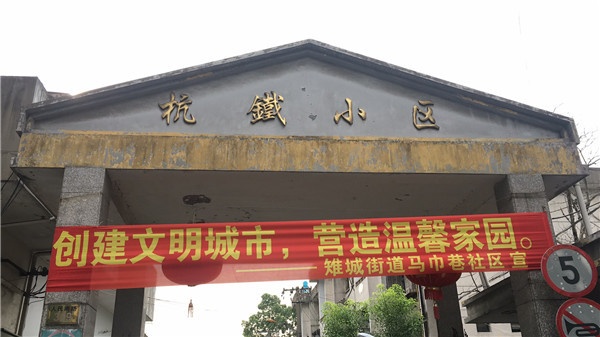 杭鐵小区
创建文明城市，营造温馨家园。
——雉城街道马巾巷社区 宣
5